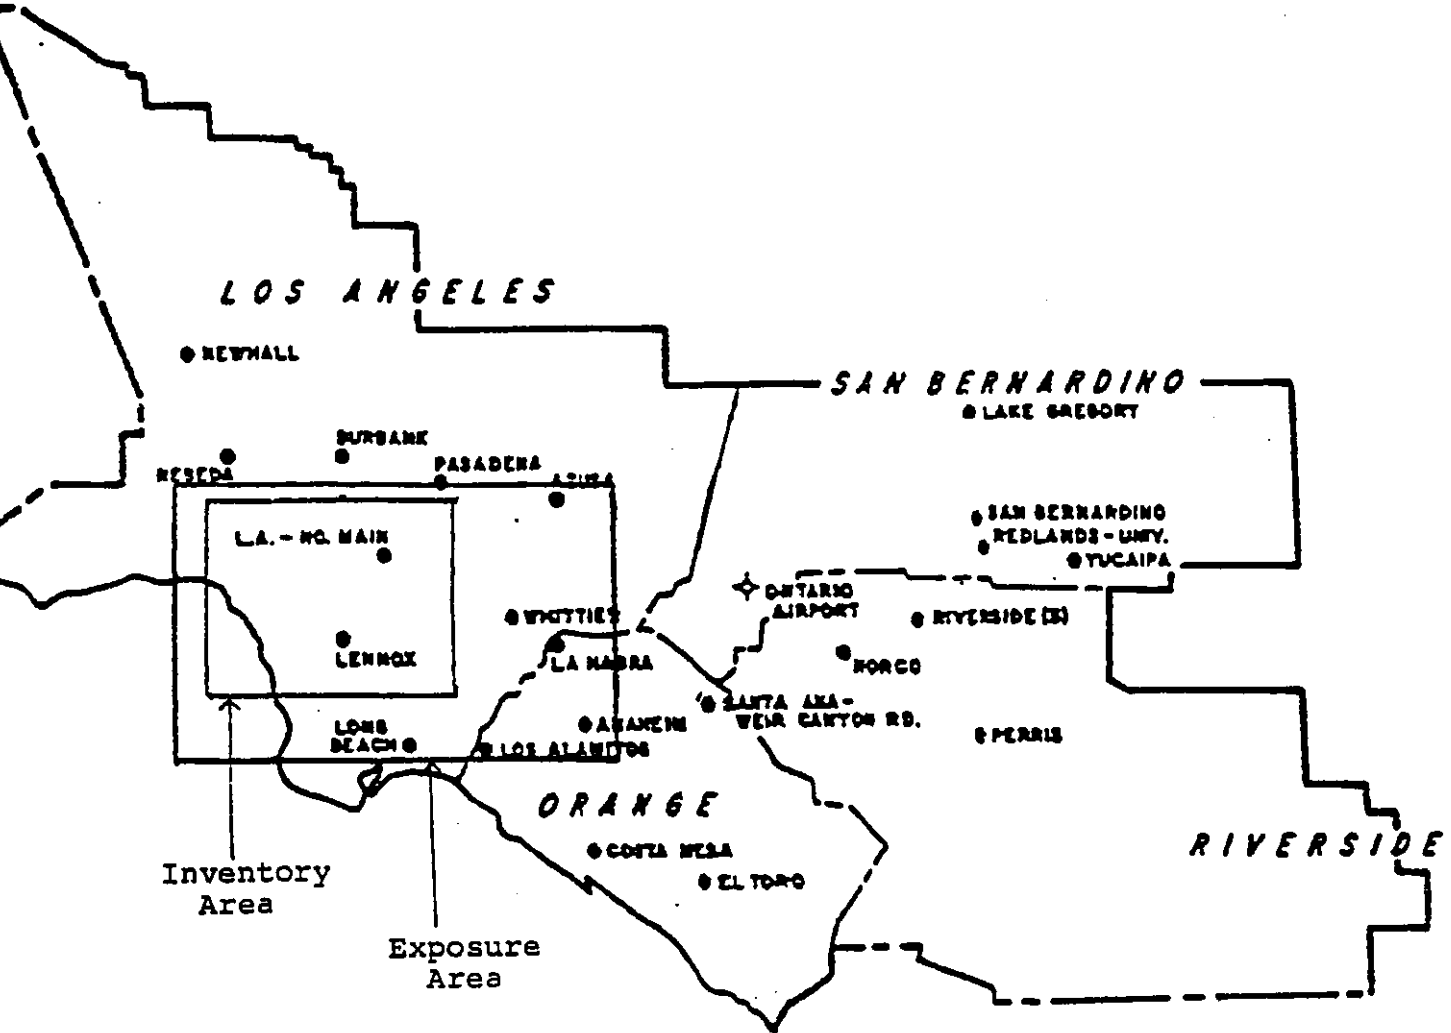 LOS ANGELES
NEWHALL
SAN BERNARDINO
LAKE GREGORY
BURBANK
RESEDA
PASADENA
AZUSA
L.A. - NO. MAIN
SAN BERNARDINO
REDLANDS - UNIV.
YUCAIPA
ONTARIO
AIRPORT
WHITTIER
RIVERSIDE
LENNOX
LA HABRA
NORCO
SANTA ANA -
WEIR CANYON RD.
LONG
BEACH
ANAHEIM
LOS ALAMITOS
PERRIS
ORANGE
COSTA MESA
EL TORO
RIVERSIDE
Inventory
Area
Exposure
Area